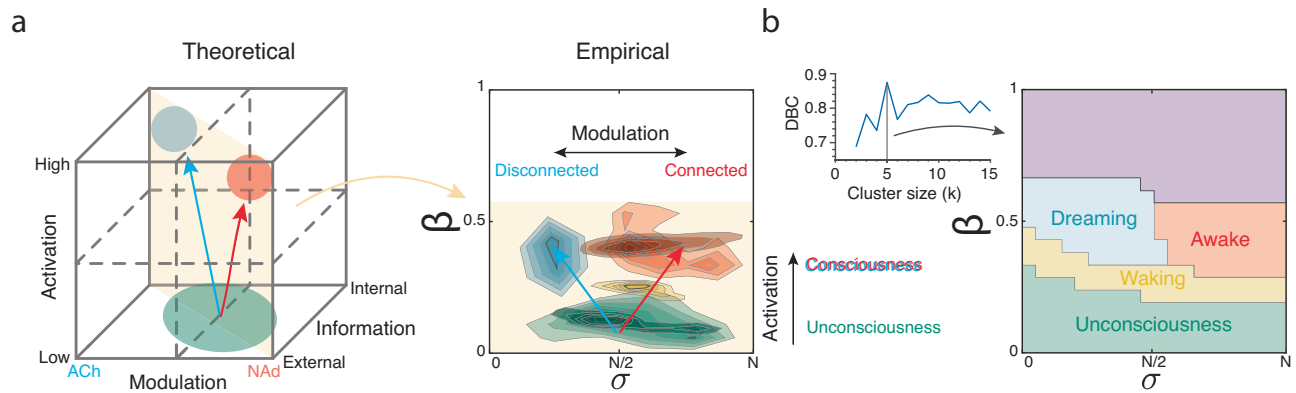 a
Theoretical
High
Activation
Low
ACh
Modulation
NAd
External
Information
Internal
Empirical
1
Modulation
Disconnected
Connected
β
0.5
0
0
N/2
N
σ
b
0.9
DBC
0.8
0.7
0
5
10
15
Cluster size (k)
Activation
Consciousness
Unconsciousness
1
β
0.5
0
Dreaming
Awake
Waking
Unconsciousness
0
N/2
N
σ